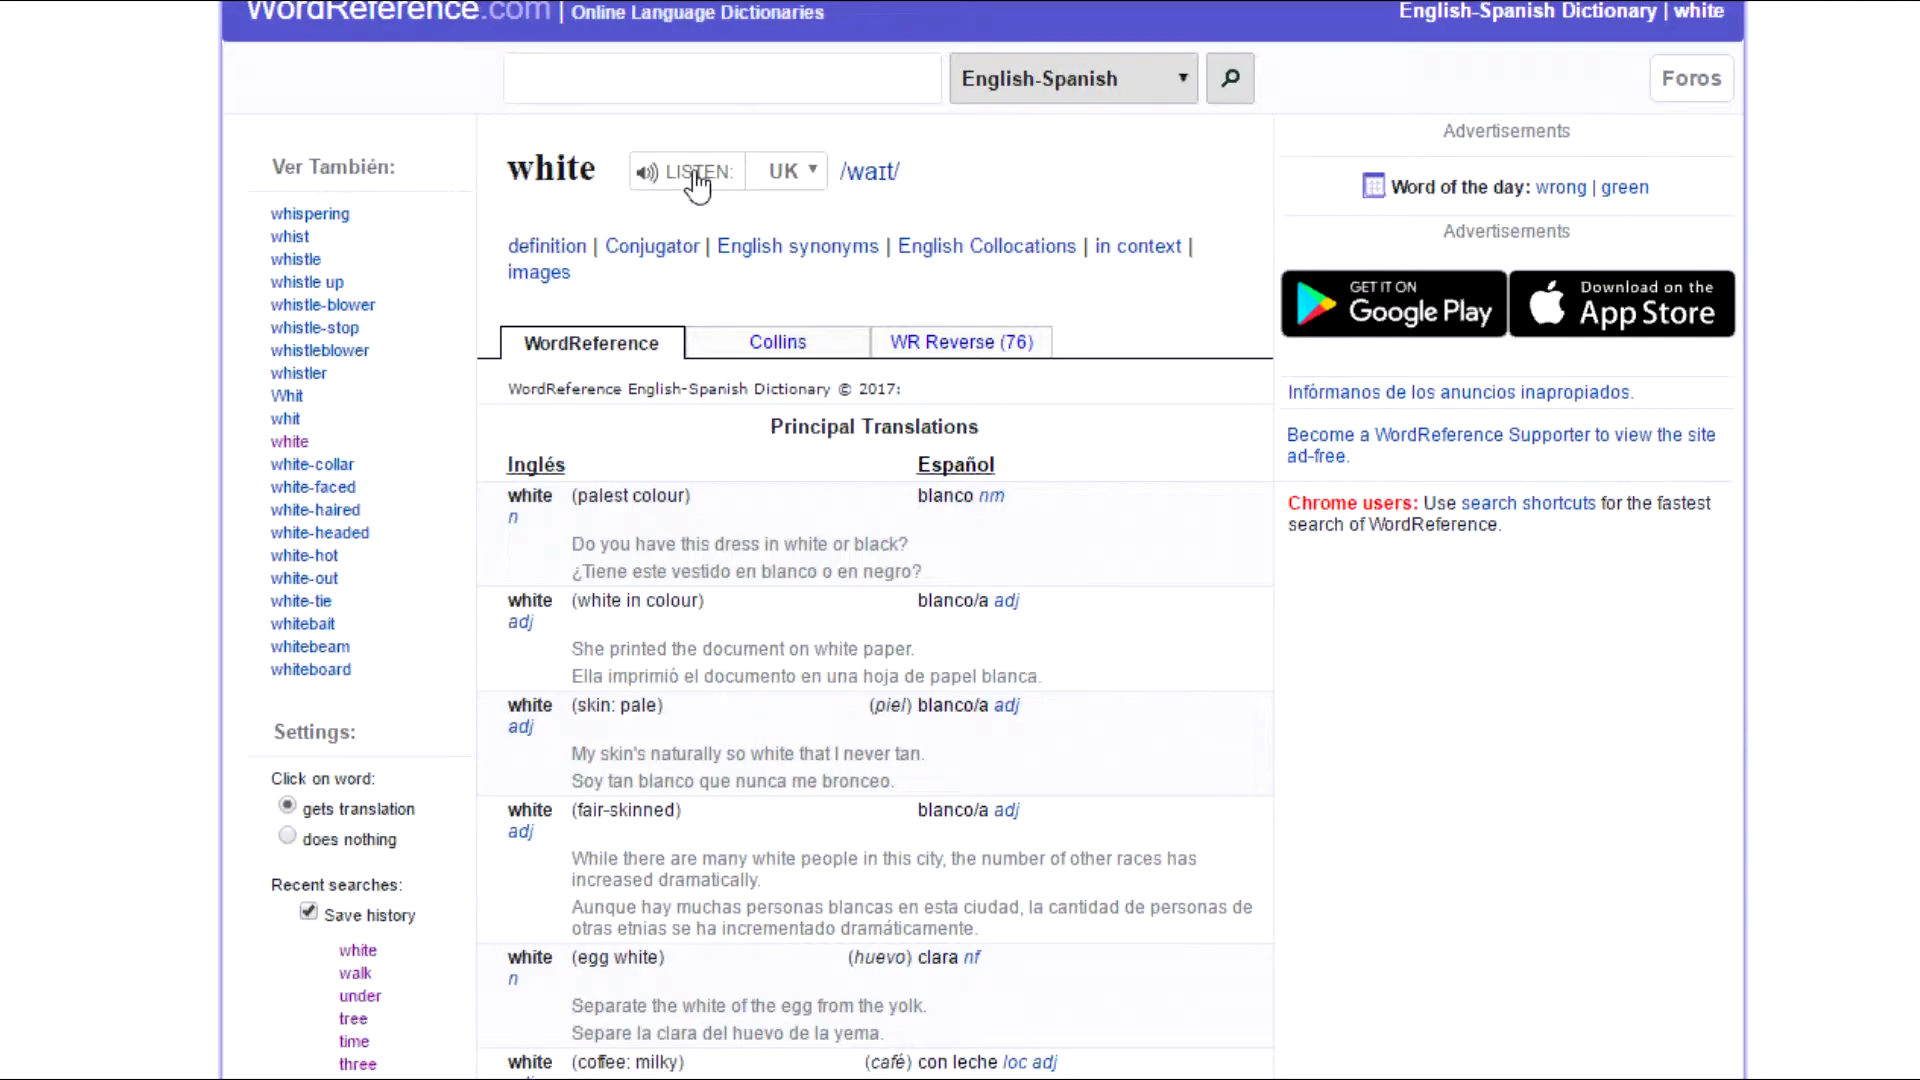 WordReference.com | Online Language Dictionaries
English-Spanish Dictionary | white
English-Spanish ▼
Foros
Ver También:
whispering
whist
whistle
whistle up
whistle-blower
whistle-stop
whistleblower
whistler
Whit
whit
white
white-collar
white-faced
white-haired
white-headed
white-hot
white-out
white-tie
whitebait
whitebeam
whiteboard
Settings:
Click on word:
gets translation
does nothing
Recent searches:
Save history
white
walk
under
tree
time
three
white LISTEN: UK ▼ /waɪt/
definition | Conjugator | English synonyms | English Collocations | in context |
images
WordReference Collins WR Reverse (76)
WordReference English-Spanish Dictionary © 2017:
Principal Translations
Inglés Español
white (palest colour) blanco nm
n
Do you have this dress in white or black?
¿Tiene este vestido en blanco o en negro?
white (white in colour) blanco/a adj
adj
She printed the document on white paper.
Ella imprimió el documento en una hoja de papel blanca.
white (skin: pale) (piel) blanco/a adj
adj
My skin's naturally so white that I never tan.
Soy tan blanco que nunca me bronceo.
white (fair-skinned) blanco/a adj
adj
While there are many white people in this city, the number of other races has
increased dramatically.
Aunque hay muchas personas blancas en esta ciudad, la cantidad de personas de
otras etnias se ha incrementado dramáticamente.
white (egg white) (huevo) clara nf
n
Separate the white of the egg from the yolk.
Separe la clara del huevo de la yema.
white (coffee: milky) (café) con leche loc adj
Advertisements
Word of the day: wrong | green
Advertisements
GET IT ON
Google Play
Download on the
App Store
Infórmanos de los anuncios inapropiados.
Become a WordReference Supporter to view the site
ad-free.
Chrome users: Use search shortcuts for the fastest
search of WordReference.